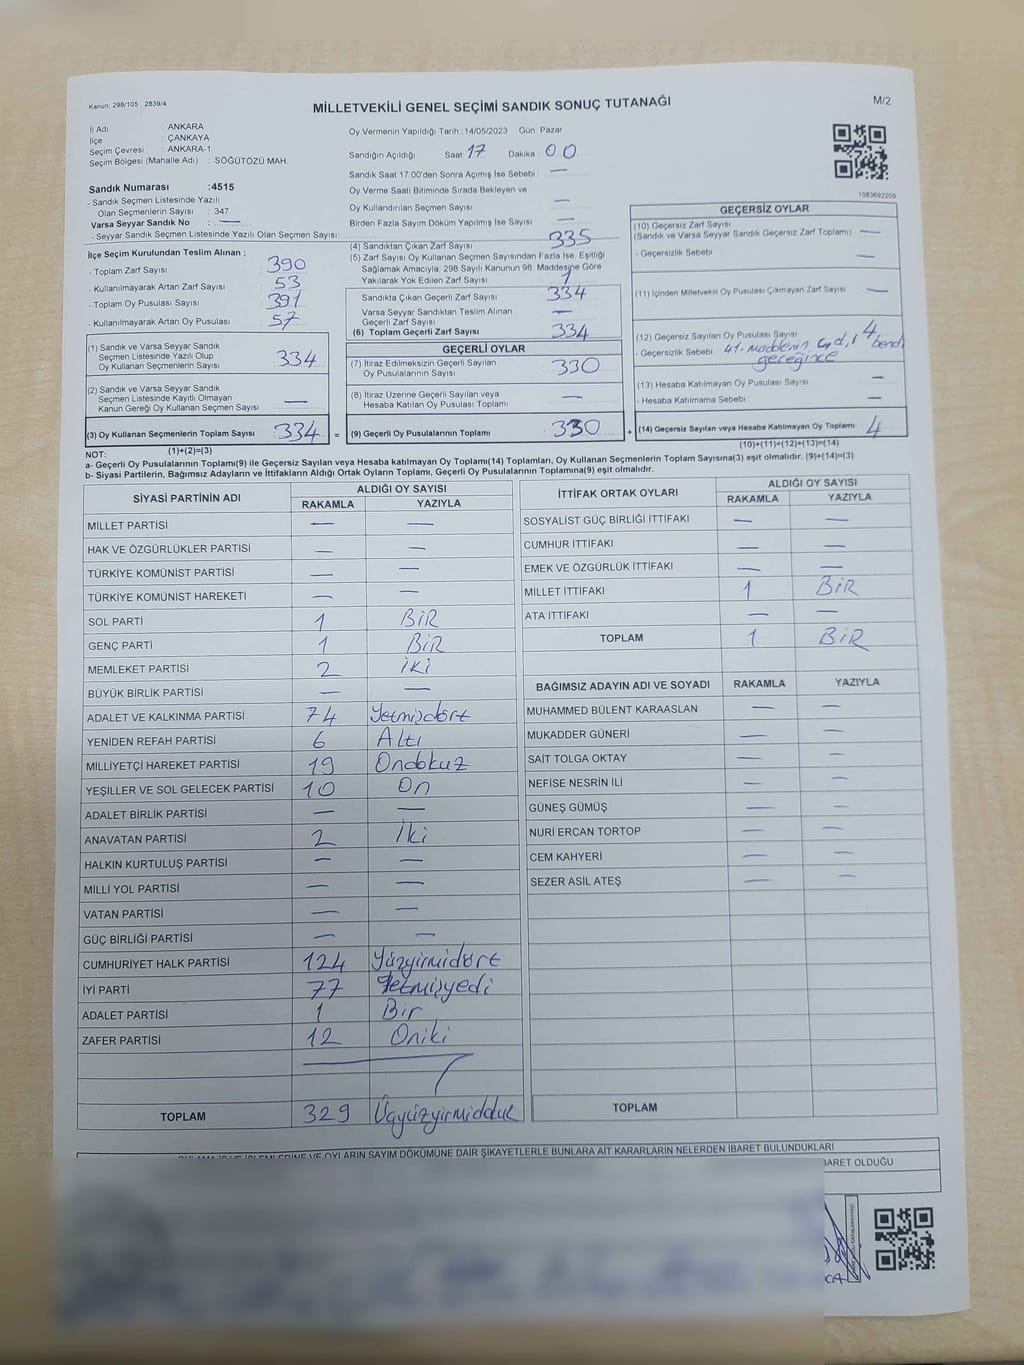 Kanun: 298/105 , 2839/4
MİLLETVEKİLİ GENEL SEÇİMİ SANDIK SONUÇ TUTANAĞI
M/2
İl Adı : ANKARA
İlçe : ÇANKAYA
Seçim Çevresi : ANKARA-1
Seçim Bölgesi (Mahalle Adı) : SÖĞÜTÖZÜ MAH.
Sandık Numarası :4515
- Sandık Seçmen Listesinde Yazılı
Olan Seçmenlerin Sayısı : 347
Varsa Seyyar Sandık No : —
- Seyyar Sandık Seçmen Listesinde Yazılı Olan Seçmen Sayısı:
Oy Vermenin Yapıldığı Tarih :14/05/2023 Gün: Pazar
Sandığın Açıldığı Saat 17 Dakika 00
Sandık Saat 17.00'den Sonra Açılmış İse Sebebi : —
Oy Verme Saati Bitiminde Sırada Bekleyen ve
Oy Kullandırılan Seçmen Sayısı —
Birden Fazla Sayım Döküm Yapılmış İse Sayısı —
1083692209
İlçe Seçim Kurulundan Teslim Alınan ;
- Toplam Zarf Sayısı : 390
- Kullanılmayarak Artan Zarf Sayısı : 53
- Toplam Oy Pusulası Sayısı : 391
- Kullanılmayarak Artan Oy Pusulası : 57
(4) Sandıktan Çıkan Zarf Sayısı 335
(5) Zarf Sayısı Oy Kullanan Seçmen Sayısından Fazla İse, Eşitliği
Sağlamak Amacıyla; 298 Sayılı Kanunun 98. Maddesine Göre
Yakılarak Yok Edilen Zarf Sayısı 1
Sandıkta Çıkan Geçerli Zarf Sayısı 334
Varsa Seyyar Sandıktan Teslim Alınan
Geçerli Zarf Sayısı —
(6) Toplam Geçerli Zarf Sayısı 334
GEÇERSİZ OYLAR
(10) Geçersiz Zarf Sayısı
(Sandık ve Varsa Seyyar Sandık Geçersiz Zarf Toplamı) —
- Geçersizlik Sebebi —
(11) İçinden Milletvekili Oy Pusulası Çıkmayan Zarf Sayısı —
(12) Geçersiz Sayılan Oy Pusulası Sayısı 4
- Geçersizlik Sebebi 41. maddenin bendi
gereğince
(13) Hesaba Katılmayan Oy Pusulası Sayısı —
- Hesaba Katılmama Sebebi —
(1) Sandık ve Varsa Seyyar Sandık
Seçmen Listesinde Yazılı Olup
Oy Kullanan Seçmenlerin Sayısı 334
(2) Sandık ve Varsa Seyyar Sandık
Seçmen Listesinde Kayıtlı Olmayan
Kanun Gereği Oy Kullanan Seçmen Sayısı —
GEÇERLİ OYLAR
(7) İtiraz Edilmeksizin Geçerli Sayılan
Oy Pusulalarının Sayısı 330
(8) İtiraz Üzerine Geçerli Sayılan veya
Hesaba Katılan Oy Pusulası Toplamı —
(3) Oy Kullanan Seçmenlerin Toplam Sayısı 334 = (9) Geçerli Oy Pusulalarının Toplamı 330 + (14) Geçersiz Sayılan veya Hesaba Katılmayan Oy Toplamı 4
NOT: (1)+(2)=(3) (10)+(11)+(12)+(13)=(14)
a- Geçerli Oy Pusulalarının Toplamı(9) ile Geçersiz Sayılan veya Hesaba katılmayan Oy Toplamı(14) Toplamları, Oy Kullanan Seçmenlerin Toplam Sayısına(3) eşit olmalıdır. (9)+(14)=(3)
b- Siyasi Partilerin, Bağımsız Adayların ve İttifakların Aldığı Ortak Oyların Toplamı, Geçerli Oy Pusulalarının Toplamına(9) eşit olmalıdır.
SİYASİ PARTİNİN ADI ALDIĞI OY SAYISI
RAKAMLA YAZIYLA
MİLLET PARTİSİ — —
HAK VE ÖZGÜRLÜKLER PARTİSİ — —
TÜRKİYE KOMÜNİST PARTİSİ — —
TÜRKİYE KOMÜNİST HAREKETİ — —
SOL PARTİ 1 BİR
GENÇ PARTİ 1 BİR
MEMLEKET PARTİSİ 2 İKİ
BÜYÜK BİRLİK PARTİSİ — —
ADALET VE KALKINMA PARTİSİ 74 Yetmişdört
YENİDEN REFAH PARTİSİ 6 Altı
MİLLİYETÇİ HAREKET PARTİSİ 19 Ondokuz
YEŞİLLER VE SOL GELECEK PARTİSİ 10 On
ADALET BİRLİK PARTİSİ — —
ANAVATAN PARTİSİ 2 İki
HALKIN KURTULUŞ PARTİSİ — —
MİLLİ YOL PARTİSİ — —
VATAN PARTİSİ — —
GÜÇ BİRLİĞİ PARTİSİ — —
CUMHURİYET HALK PARTİSİ 124 Yüzyirmidört
İYİ PARTİ 77 Yetmişyedi
ADALET PARTİSİ 1 Bir
ZAFER PARTİSİ 12 Oniki
TOPLAM 329 Üçyüzyirmidokuz
İTTİFAK ORTAK OYLARI ALDIĞI OY SAYISI
RAKAMLA YAZIYLA
SOSYALİST GÜÇ BİRLİĞİ İTTİFAKI — —
CUMHUR İTTİFAKI — —
EMEK VE ÖZGÜRLÜK İTTİFAKI — —
MİLLET İTTİFAKI 1 BİR
ATA İTTİFAKI — —
TOPLAM 1 BİR
BAĞIMSIZ ADAYIN ADI VE SOYADI RAKAMLA YAZIYLA
MUHAMMED BÜLENT KARAASLAN — —
MUKADDER GÜNERİ — —
SAİT TOLGA OKTAY — —
NEFİSE NESRİN İLİ — —
GÜNEŞ GÜMÜŞ — —
NURİ ERCAN TORTOP — —
CEM KAHYERİ — —
SEZER ASİL ATEŞ — —
TOPLAM
VE OYLARIN SAYIM DÖKÜMÜNE DAİR ŞİKAYETLERLE BUNLARA AİT KARARLARIN NELERDEN İBARET BULUNDUKLARI
BARET OLDUĞU